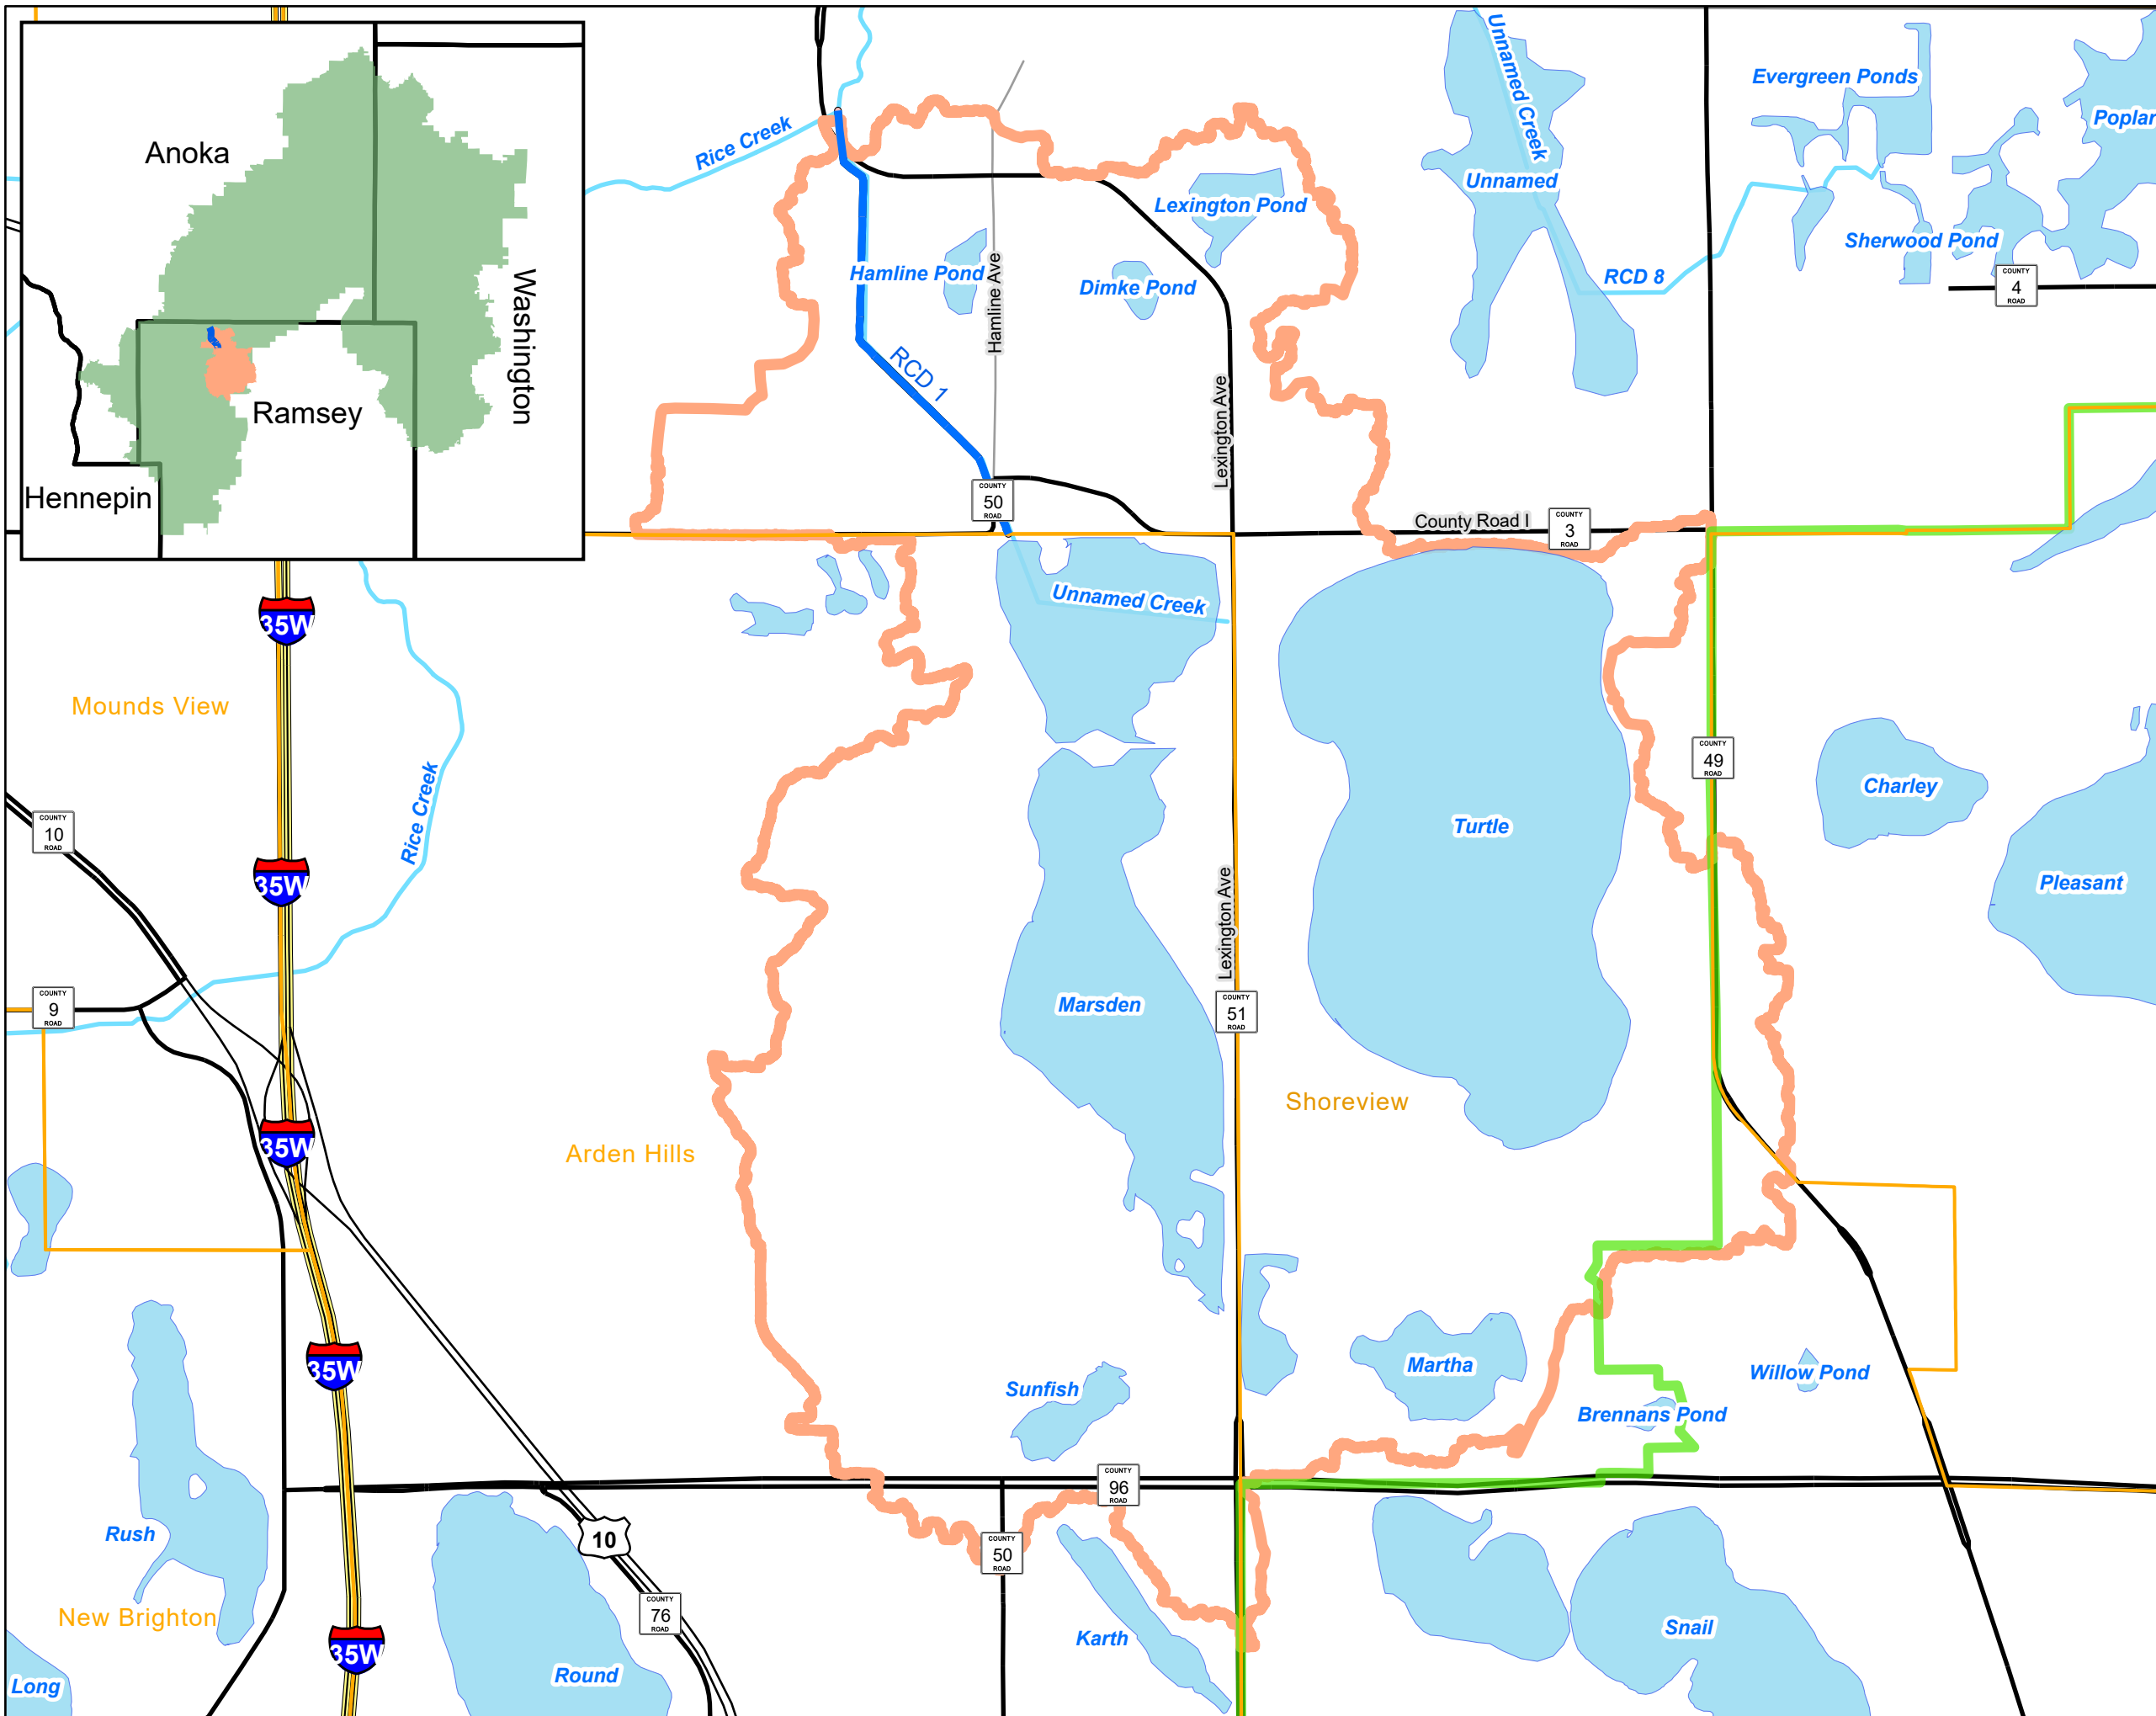 Anoka
Washington
Ramsey
Hennepin
Rice Creek
Unnamed Creek
Unnamed
Evergreen Ponds
Poplar
Lexington Pond
Sherwood Pond
Hamline Pond
Hamline Ave
Dimke Pond
RCD 8
COUNTY
4
ROAD
RCD 1
Lexington Ave
COUNTY
50
ROAD
County Road I
COUNTY
3
ROAD
35W
Unnamed Creek
Mounds View
COUNTY
49
ROAD
Charley
Rice Creek
COUNTY
10
ROAD
Turtle
35W
Pleasant
Lexington Ave
COUNTY
9
ROAD
Marsden
COUNTY
51
ROAD
Shoreview
35W
Arden Hills
35W
Martha
Willow Pond
Sunfish
Brennans Pond
COUNTY
96
ROAD
Rush
10
COUNTY
50
ROAD
New Brighton
COUNTY
76
ROAD
Snail
Karth
35W
Round
Long